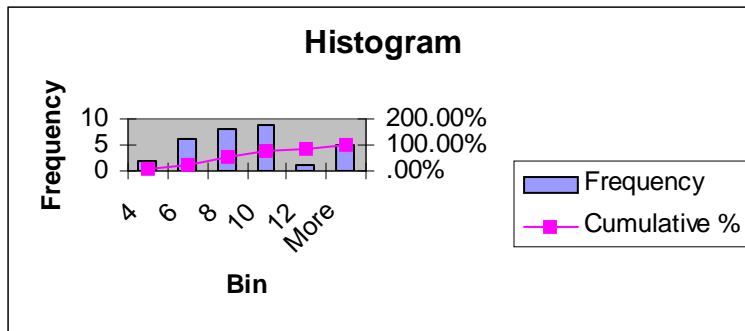 Histogram
Frequency
10
5
0
200.00%
100.00%
.00%
4
6
8
10
12
More
Bin
Frequency
Cumulative %